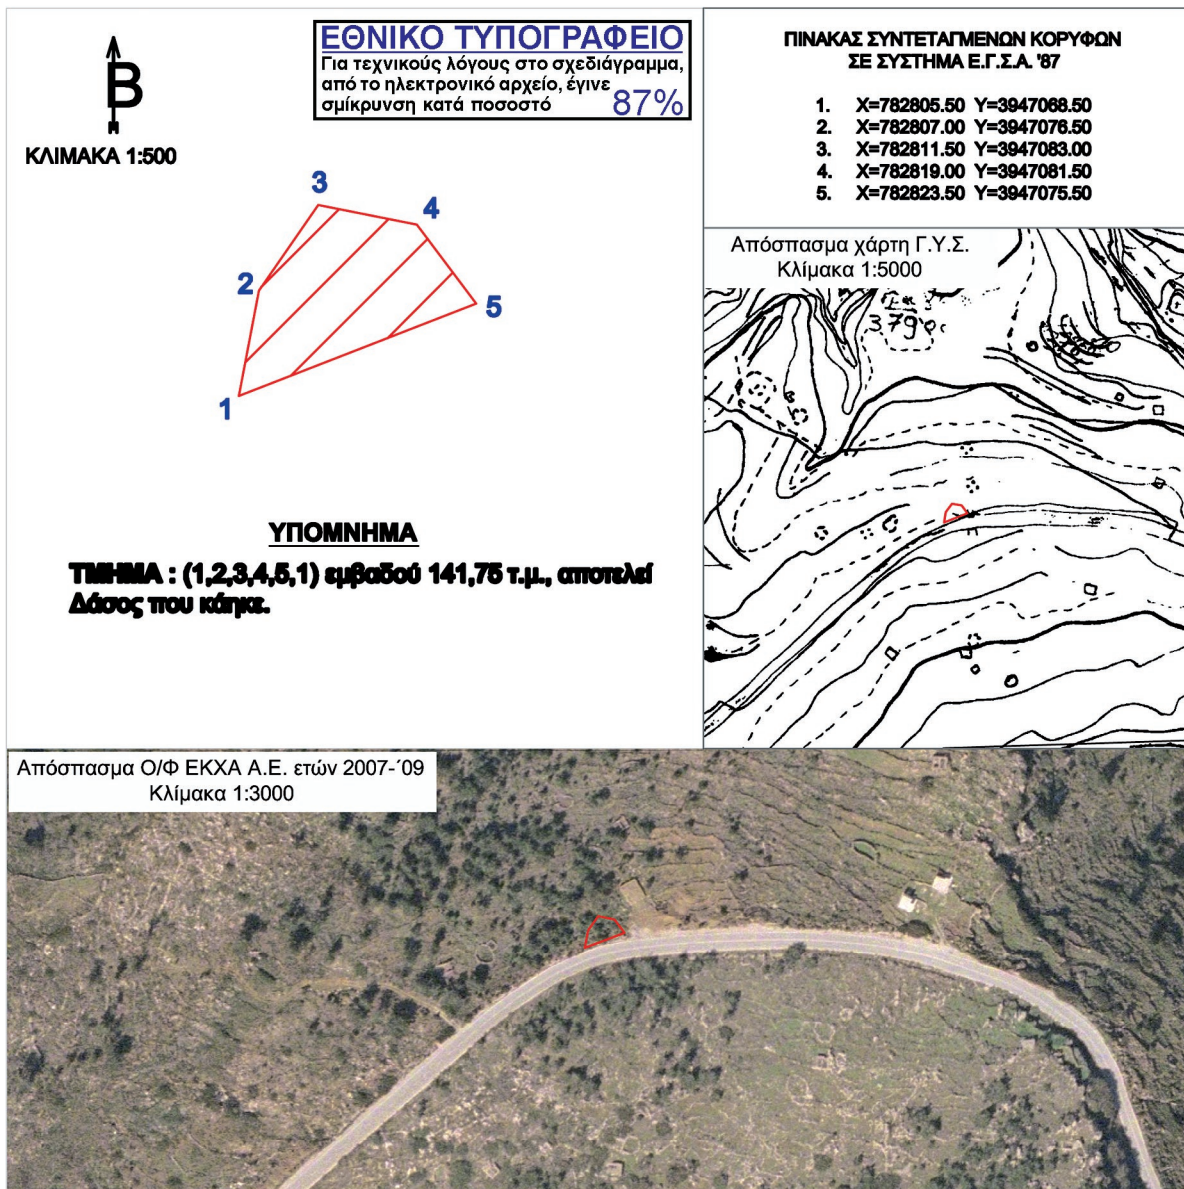 ΕΘΝΙΚΟ ΤΥΠΟΓΡΑΦΕΙΟ
Για τεχνικούς λόγους στο σχεδιάγραμμα,
από το ηλεκτρονικό αρχείο, έγινε
σμίκρυνση κατά ποσοστό 87%
Β
ΚΛΙΜΑΚΑ 1:500
3
4
2
5
1
ΥΠΟΜΝΗΜΑ
ΤΜΗΜΑ : (1,2,3,4,5,1) εμβαδού 141,75 τ.μ., αποτελεί
Δάσος που κάηκε.
ΠΙΝΑΚΑΣ ΣΥΝΤΕΤΑΓΜΕΝΩΝ ΚΟΡΥΦΩΝ
ΣΕ ΣΥΣΤΗΜΑ Ε.Γ.Σ.Α. '87
1. X=782805.50 Y=3947068.50
2. X=782807.00 Y=3947076.50
3. X=782811.50 Y=3947083.00
4. X=782819.00 Y=3947081.50
5. X=782823.50 Y=3947075.50
Απόσπασμα χάρτη Γ.Υ.Σ.
Κλίμακα 1:5000
Απόσπασμα Ο/Φ ΕΚΧΑ Α.Ε. ετών 2007-΄09
Κλίμακα 1:3000